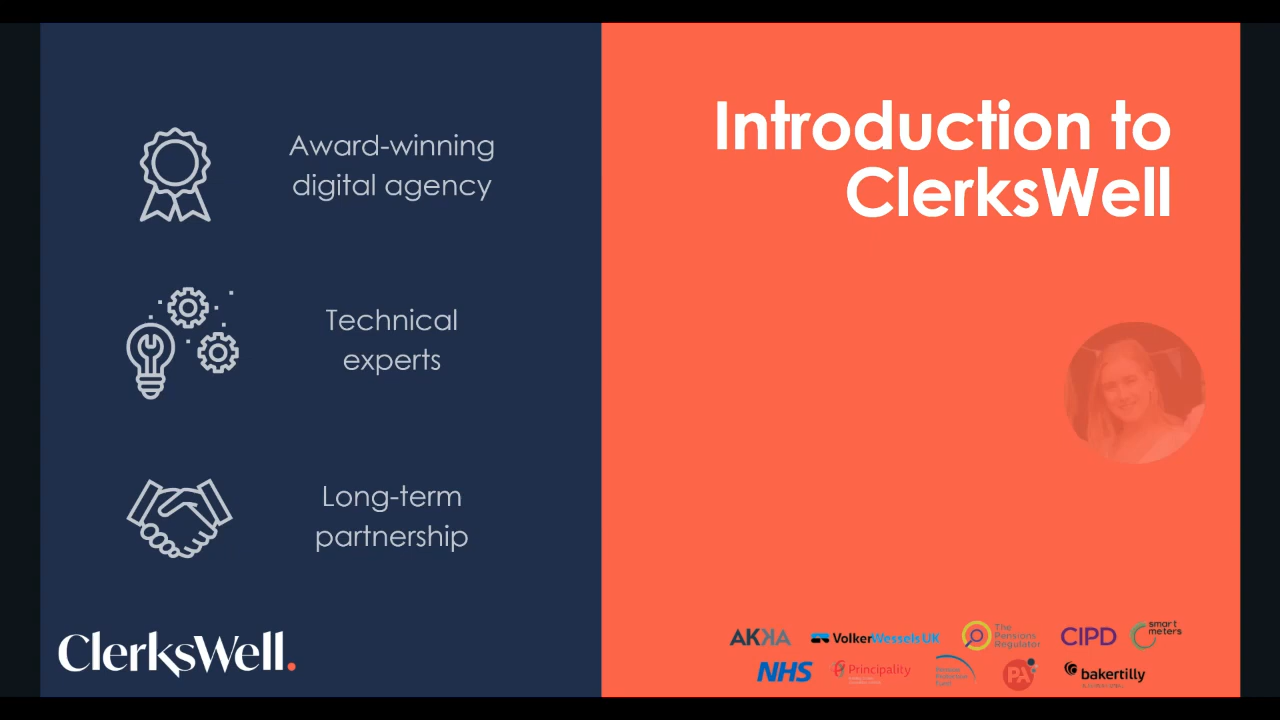 Award-winning
digital agency
Technical
experts
Long-term
partnership
ClerksWell.
Introduction to
ClerksWell
AKKA
VolkerWessels UK
The
Pensions
Regulator
CIPD
smart
meters
NHS
Principality
PA
bakertilly